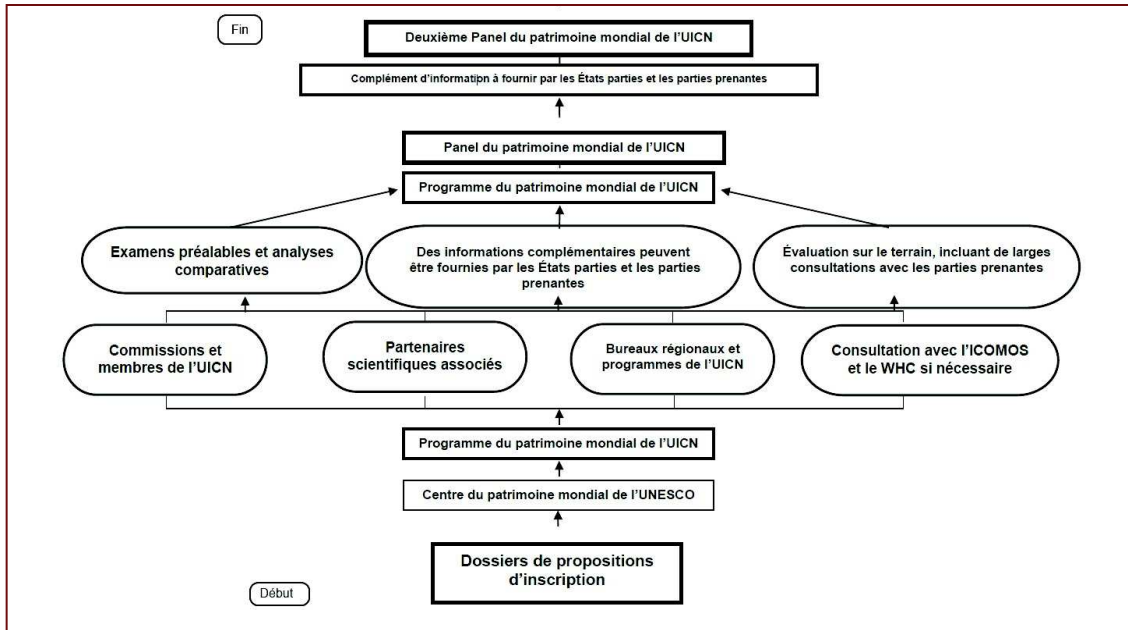 Fin
Deuxième Panel du patrimoine mondial de l'UICN
Complément d'information à fournir par les États parties et les parties prenantes
Panel du patrimoine mondial de l'UICN
Programme du patrimoine mondial de l'UICN
Examens préalables et analyses
comparatives
Des informations complémentaires peuvent
être fournies par les États parties et les parties
prenantes
Évaluation sur le terrain, incluant de larges
consultations avec les parties prenantes
Commissions et
membres de l'UICN
Partenaires
scientifiques associés
Bureaux régionaux et
programmes de l'UICN
Consultation avec l'ICOMOS
et le WHC si nécessaire
Programme du patrimoine mondial de l'UICN
Centre du patrimoine mondial de l'UNESCO
Dossiers de propositions
d'inscription
Début